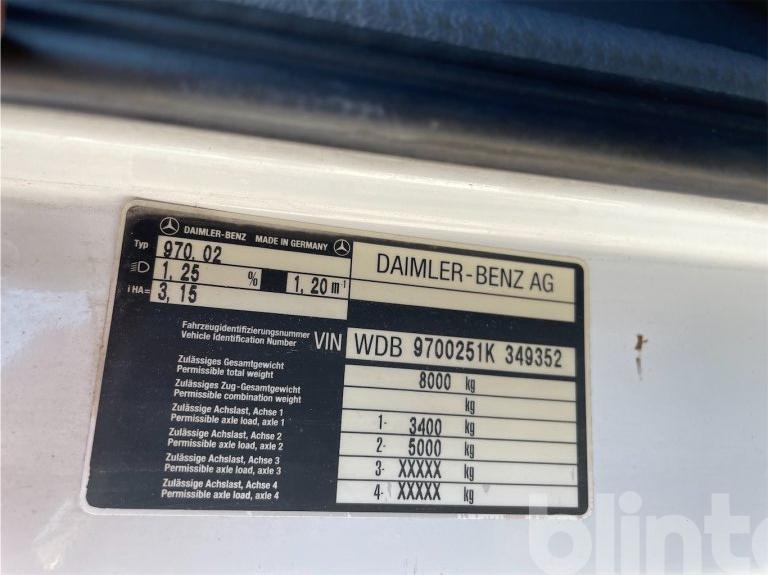 DAIMLER-BENZ MADE IN GERMANY
Typ 970.02
1,25 % 1,20 m-1
i HA= 3,15
DAIMLER-BENZ AG
Fahrzeugidentifizierungsnummer
Vehicle Identification Number
VIN WDB 9700251K 349352
Zulässiges Gesamtgewicht
Permissible total weight
8000 kg
Zulässiges Zug-Gesamtgewicht
Permissible combination weight
kg
Zulässige Achslast, Achse 1
Permissible axle load, axle 1
1- 3400 kg
Zulässige Achslast, Achse 2
Permissible axle load, axle 2
2- 5000 kg
Zulässige Achslast, Achse 3
Permissible axle load, axle 3
3- XXXXX kg
Zulässige Achslast, Achse 4
Permissible axle load, axle 4
4- XXXXX kg